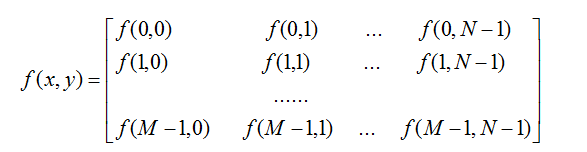 f(0,0) f(0,1) ... f(0,N−1)
f(1,0) f(1,1) ... f(1,N−1)
f(x,y)=
......
f(M−1,0) f(M−1,1) ... f(M−1,N−1)